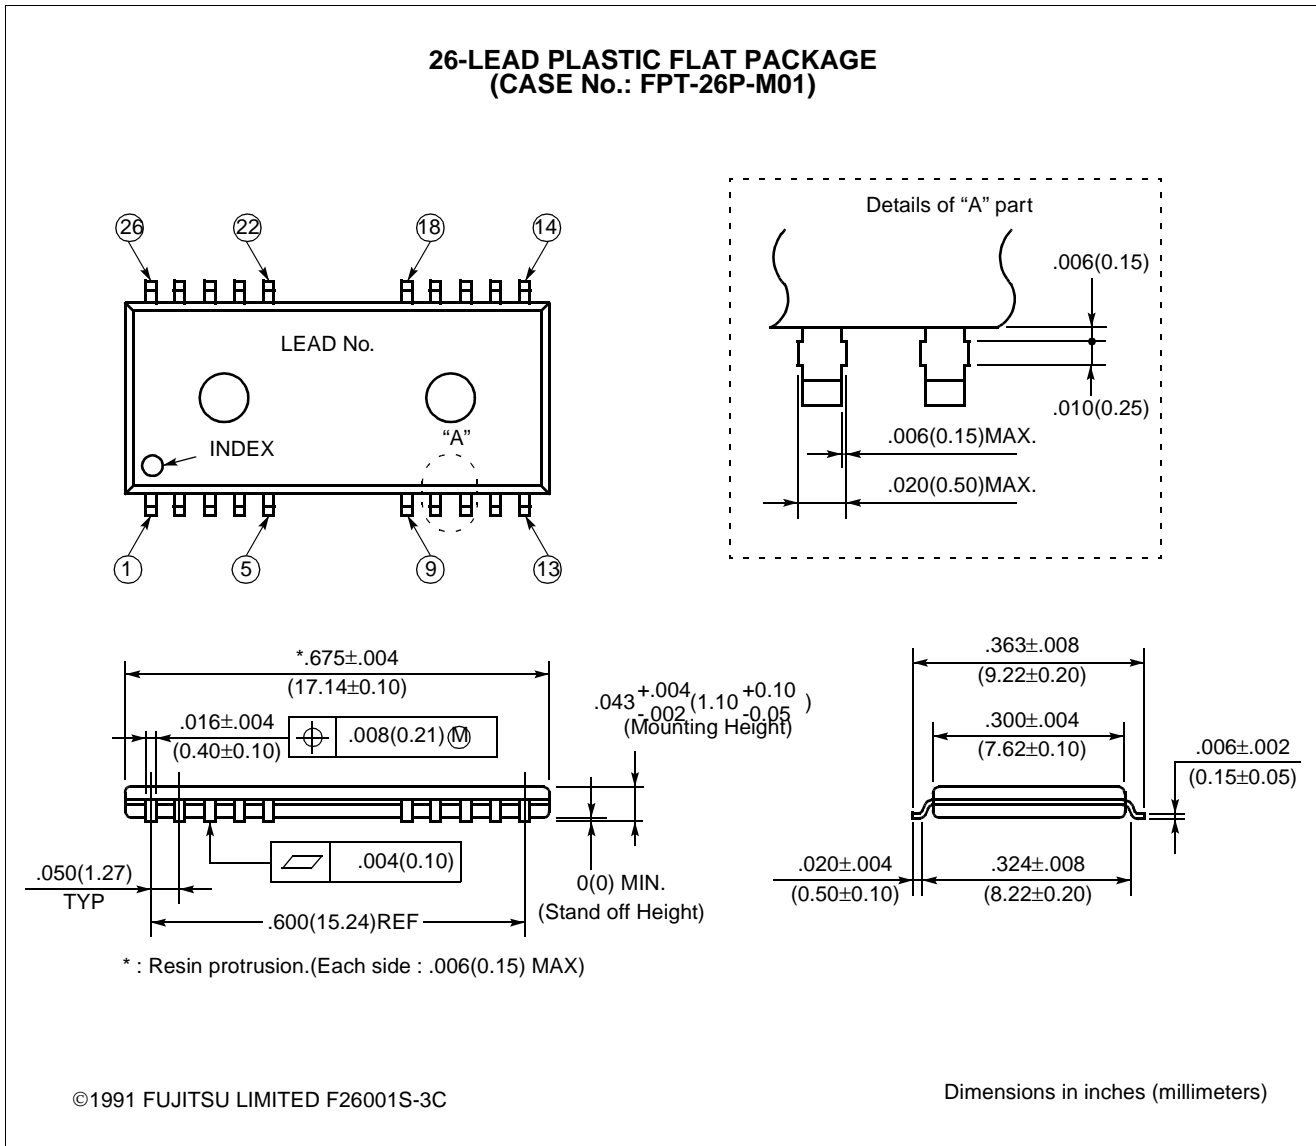 26-LEAD PLASTIC FLAT PACKAGE
(CASE No.: FPT-26P-M01)
26
22
18
14
LEAD No.
INDEX
“A”
1
5
9
13
Details of “A” part
.006(0.15)
.010(0.25)
.006(0.15)MAX.
.020(0.50)MAX.
*.675±.004
(17.14±0.10)
.016±.004
(0.40±0.10)
.008(0.21) Ⓜ
.043 +.004 -.002 (1.10 +0.10 -0.05 )
(Mounting Height)
.004(0.10)
.050(1.27)
TYP
.600(15.24)REF
0(0) MIN.
(Stand off Height)
.363±.008
(9.22±0.20)
.300±.004
(7.62±0.10)
.006±.002
(0.15±0.05)
.020±.004
(0.50±0.10)
.324±.008
(8.22±0.20)
* : Resin protrusion.(Each side : .006(0.15) MAX)
©1991 FUJITSU LIMITED F26001S-3C
Dimensions in inches (millimeters)